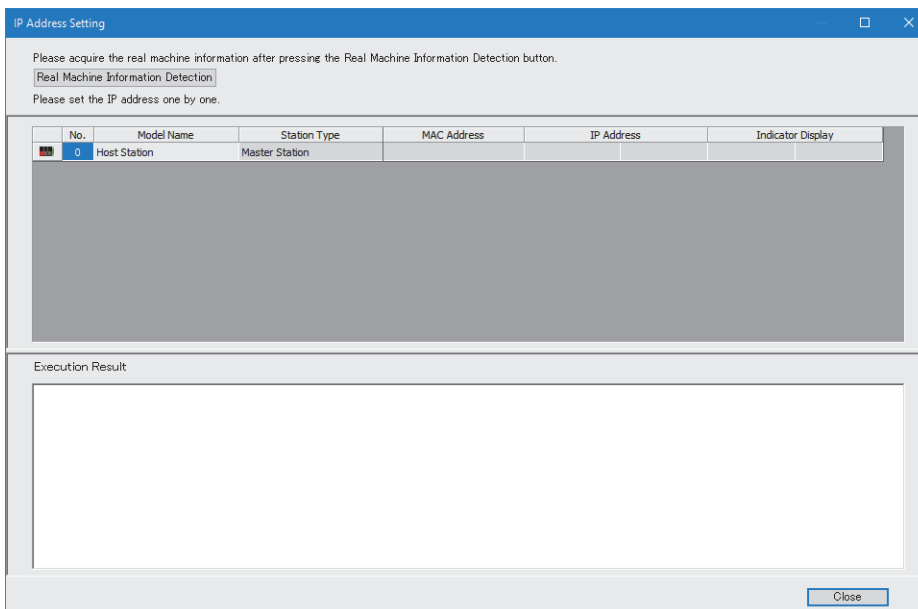 IP Address Setting
Please acquire the real machine information after pressing the Real Machine Information Detection button.
Real Machine Information Detection
Please set the IP address one by one.
No. Model Name Station Type MAC Address IP Address Indicator Display
0 Host Station Master Station
Execution Result
Close